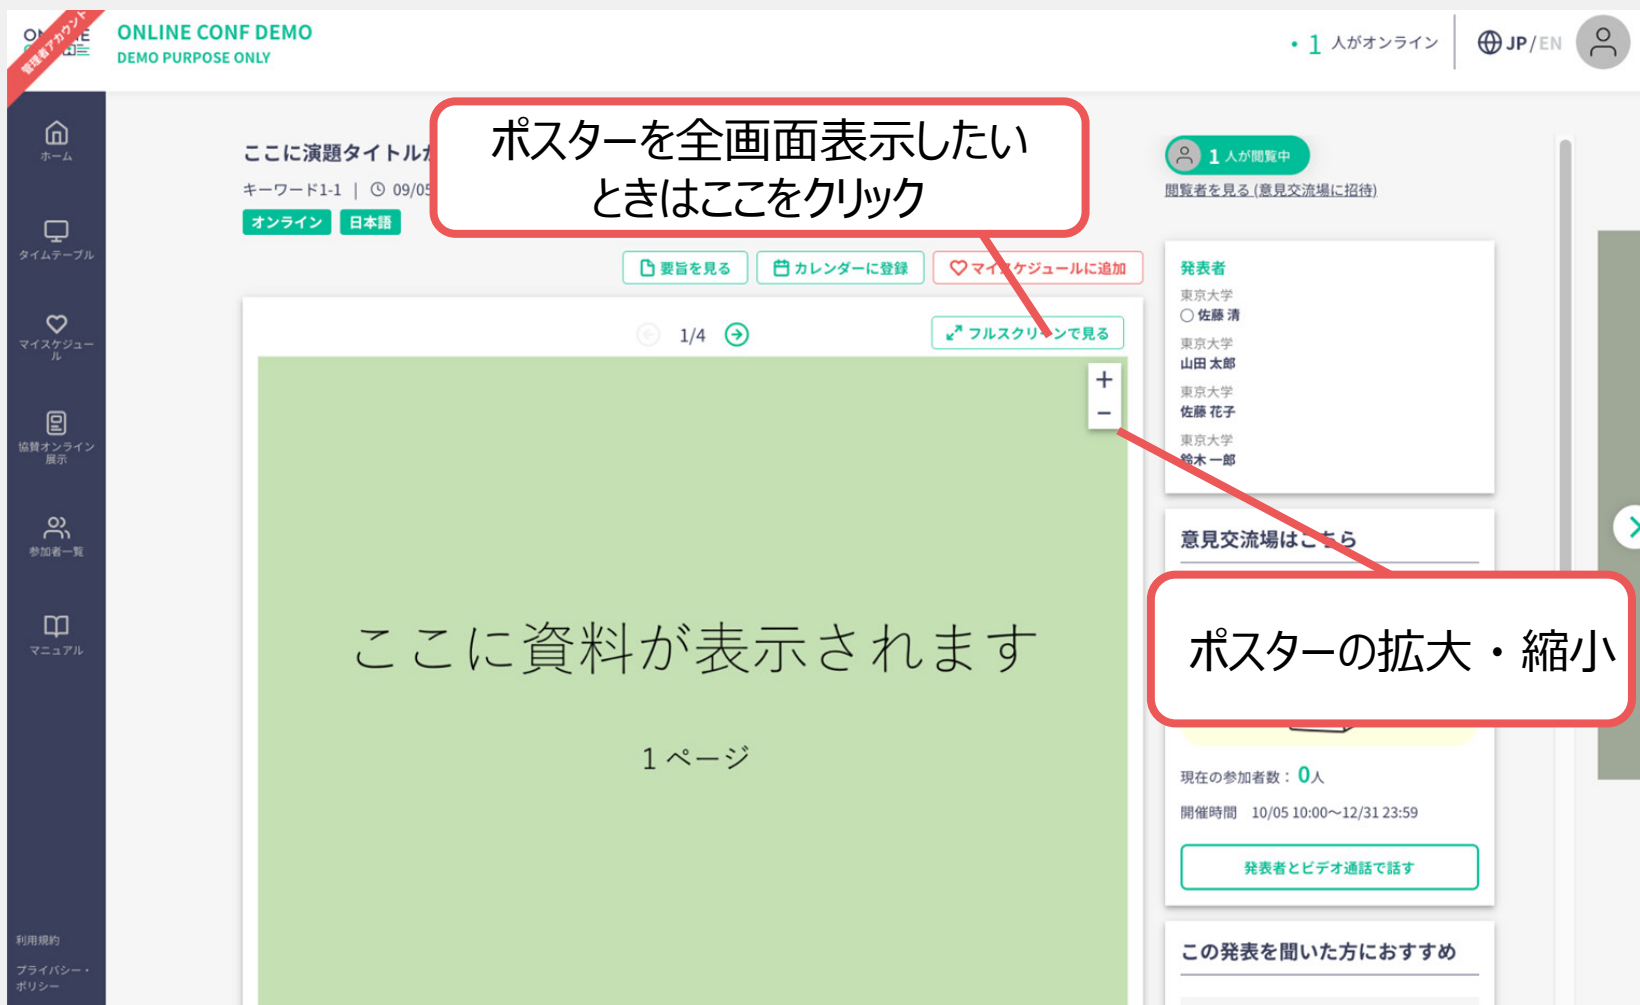 管理者アカウント
ONLINE CONF DEMO
DEMO PURPOSE ONLY
• 1 人がオンライン
JP/EN
ホーム
タイムテーブル
マイスケジュー
ル
協賛オンライン
展示
参加者一覧
マニュアル
利用規約
プライバシー・
ポリシー
ここに演題タイトルが
キーワード1-1 | 09/05
オンライン 日本語
ポスターを全画面表示したい
ときはここをクリック
要旨を見る カレンダーに登録 マイスケジュールに追加
1/4 フルスクリーンで見る
+
−
ここに資料が表示されます
1 ページ
1 人が閲覧中
閲覧者を見る (意見交流場に招待)
発表者
東京大学
○ 佐藤 清
東京大学
山田 太郎
東京大学
佐藤 花子
東京大学
鈴木 一郎
意見交流場はこちら
ポスターの拡大・縮小
現在の参加者数： 0人
開催時間 10/05 10:00〜12/31 23:59
発表者とビデオ通話で話す
この発表を聞いた方におすすめ